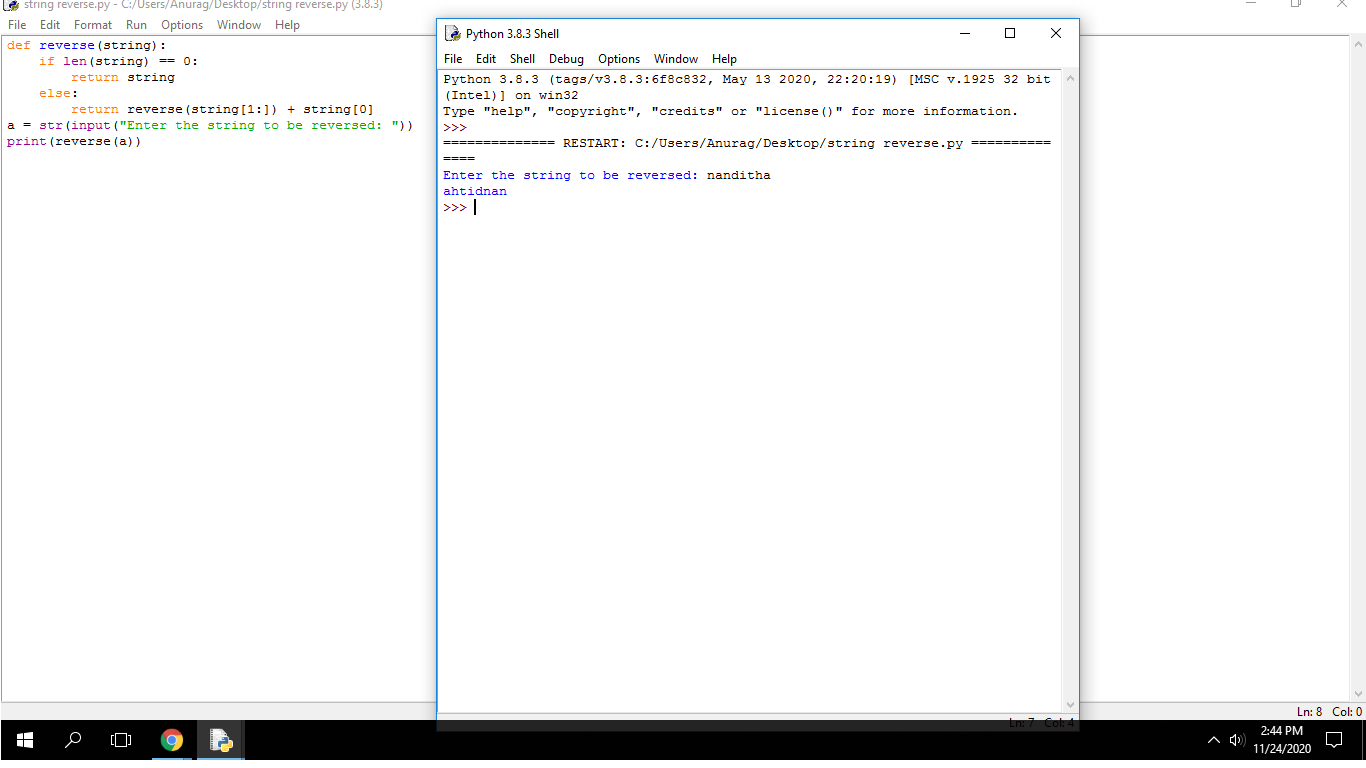 string reverse.py - C:/Users/Anurag/Desktop/string reverse.py (3.8.3)
File Edit Format Run Options Window Help
def reverse(string):
    if len(string) == 0:
        return string
    else:
        return reverse(string[1:]) + string[0]
a = str(input("Enter the string to be reversed: "))
print(reverse(a))
Python 3.8.3 Shell
File Edit Shell Debug Options Window Help
Python 3.8.3 (tags/v3.8.3:6f8c832, May 13 2020, 22:20:19) [MSC v.1925 32 bit
(Intel)] on win32
Type "help", "copyright", "credits" or "license()" for more information.
>>>
============== RESTART: C:/Users/Anurag/Desktop/string reverse.py ==========
====
Enter the string to be reversed: nanditha
ahtidnan
>>>
Ln: 7 Col: 4
Ln: 8 Col: 0
2:44 PM
11/24/2020